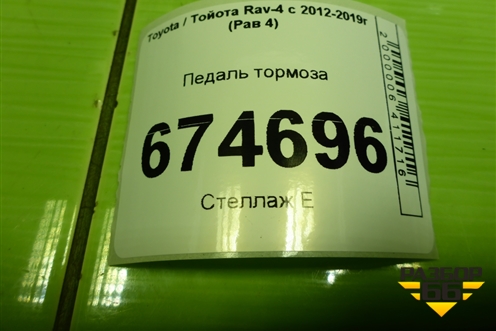 Toyota / Тойота Rav-4 с 2012-2019г
(Рав 4)
Педаль тормоза
674696
Стеллаж Е
2000006411716
РАЗБОР
66